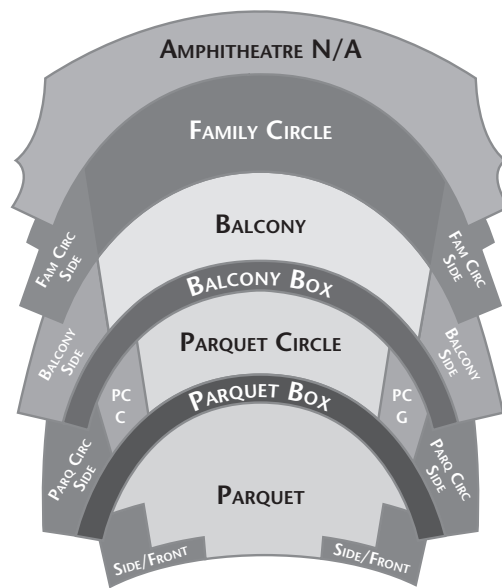 AMPHITHEATRE N/A
FAMILY CIRCLE
FAM CIRC
SIDE
FAM CIRC
SIDE
BALCONY
BALCONY BOX
BALCONY
SIDE
BALCONY
SIDE
PARQUET CIRCLE
PC
C
PC
G
PARQUET BOX
PARQ CIRC
SIDE
PARQ CIRC
SIDE
PARQUET
SIDE/FRONT
SIDE/FRONT